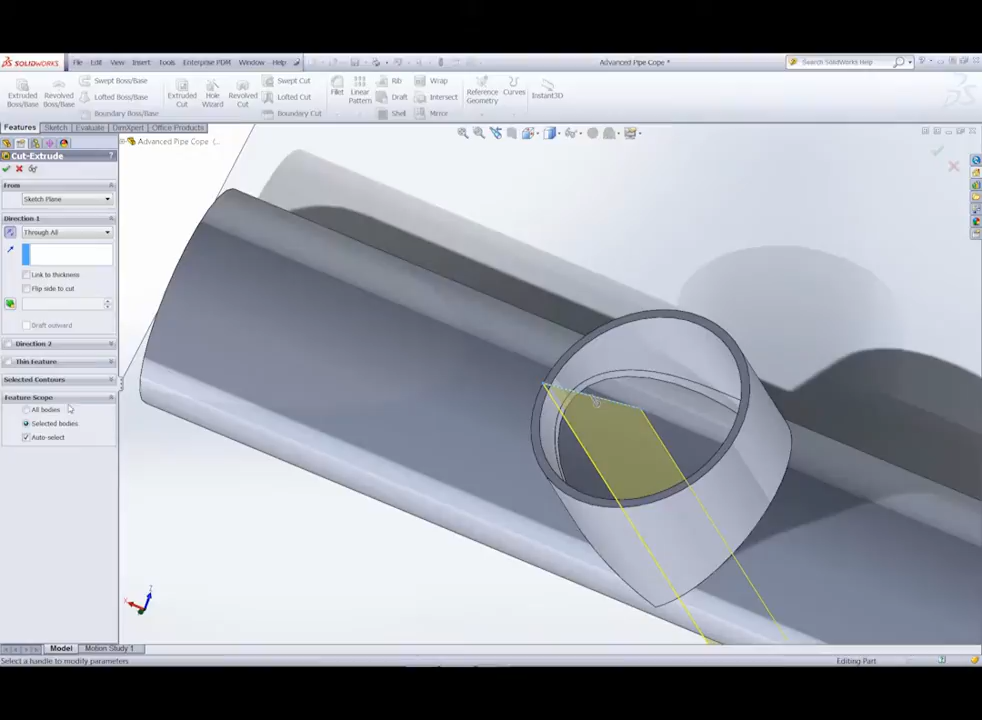 SOLIDWORKS File Edit View Insert Tools Enterprise PDM Window Help Advanced Pipe Cope * Search SolidWorks Help
Extruded Boss/Base Revolved Boss/Base Swept Boss/Base Lofted Boss/Base Boundary Boss/Base Extruded Cut Hole Wizard Revolved Cut Swept Cut Lofted Cut Boundary Cut Fillet Linear Pattern Rib Draft Shell Wrap Intersect Mirror Reference Geometry Curves Instant3D
Features Sketch Evaluate DimXpert Office Products
Advanced Pipe Cope (...
Cut-Extrude ?
From
Sketch Plane
Direction 1
Through All
Link to thickness
Flip side to cut
Draft outward
Direction 2
Thin Feature
Selected Contours
Feature Scope
All bodies
Selected bodies
Auto-select
Z
X
Model Motion Study 1
Select a handle to modify parameters Editing Part